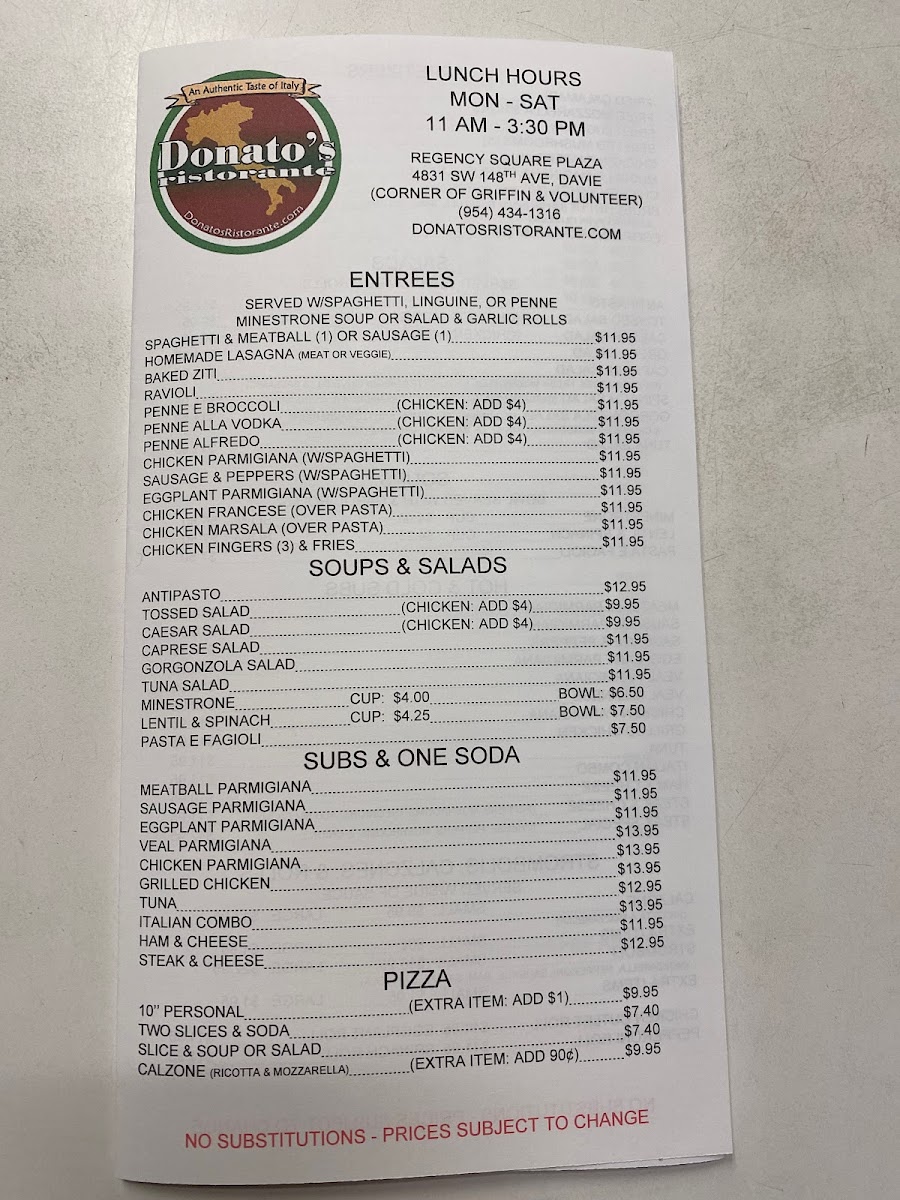 An Authentic Taste of Italy
Donato's
ristorante
DonatosRistorante.com
LUNCH HOURS
MON - SAT
11 AM - 3:30 PM
REGENCY SQUARE PLAZA
4831 SW 148TH AVE, DAVIE
(CORNER OF GRIFFIN & VOLUNTEER)
(954) 434-1316
DONATOSRISTORANTE.COM
ENTREES
SERVED W/SPAGHETTI, LINGUINE, OR PENNE
MINESTRONE SOUP OR SALAD & GARLIC ROLLS
SPAGHETTI & MEATBALL (1) OR SAUSAGE (1) $11.95
HOMEMADE LASAGNA (MEAT OR VEGGIE) $11.95
BAKED ZITI $11.95
RAVIOLI $11.95
PENNE E BROCCOLI (CHICKEN: ADD $4) $11.95
PENNE ALLA VODKA (CHICKEN: ADD $4) $11.95
PENNE ALFREDO (CHICKEN: ADD $4) $11.95
CHICKEN PARMIGIANA (W/SPAGHETTI) $11.95
SAUSAGE & PEPPERS (W/SPAGHETTI) $11.95
EGGPLANT PARMIGIANA (W/SPAGHETTI) $11.95
CHICKEN FRANCESE (OVER PASTA) $11.95
CHICKEN MARSALA (OVER PASTA) $11.95
CHICKEN FINGERS (3) & FRIES $11.95
SOUPS & SALADS
ANTIPASTO $12.95
TOSSED SALAD (CHICKEN: ADD $4) $9.95
CAESAR SALAD (CHICKEN: ADD $4) $9.95
CAPRESE SALAD $11.95
GORGONZOLA SALAD $11.95
TUNA SALAD $11.95
MINESTRONE CUP: $4.00 BOWL: $6.50
LENTIL & SPINACH CUP: $4.25 BOWL: $7.50
PASTA E FAGIOLI $7.50
SUBS & ONE SODA
MEATBALL PARMIGIANA $11.95
SAUSAGE PARMIGIANA $11.95
EGGPLANT PARMIGIANA $11.95
VEAL PARMIGIANA $13.95
CHICKEN PARMIGIANA $13.95
GRILLED CHICKEN $13.95
TUNA $12.95
ITALIAN COMBO $13.95
HAM & CHEESE $11.95
STEAK & CHEESE $12.95
PIZZA
10" PERSONAL (EXTRA ITEM: ADD $1) $9.95
TWO SLICES & SODA $7.40
SLICE & SOUP OR SALAD $7.40
CALZONE (RICOTTA & MOZZARELLA) (EXTRA ITEM: ADD 90¢) $9.95
NO SUBSTITUTIONS - PRICES SUBJECT TO CHANGE